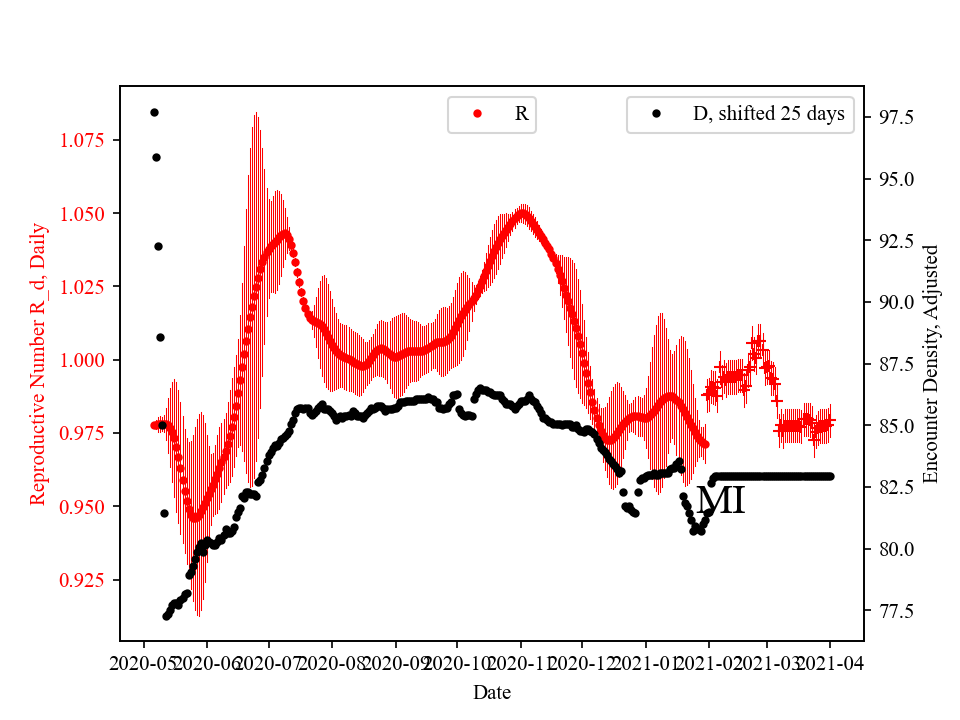 R
D, shifted 25 days
1.075
1.050
1.025
1.000
0.975
0.950
0.925
Reproductive Number R_d, Daily
97.5
95.0
92.5
90.0
87.5
85.0
82.5
80.0
77.5
Encounter Density, Adjusted
MI
2020-05 2020-06 2020-07 2020-08 2020-09 2020-10 2020-11 2020-12 2021-01 2021-02 2021-03 2021-04
Date